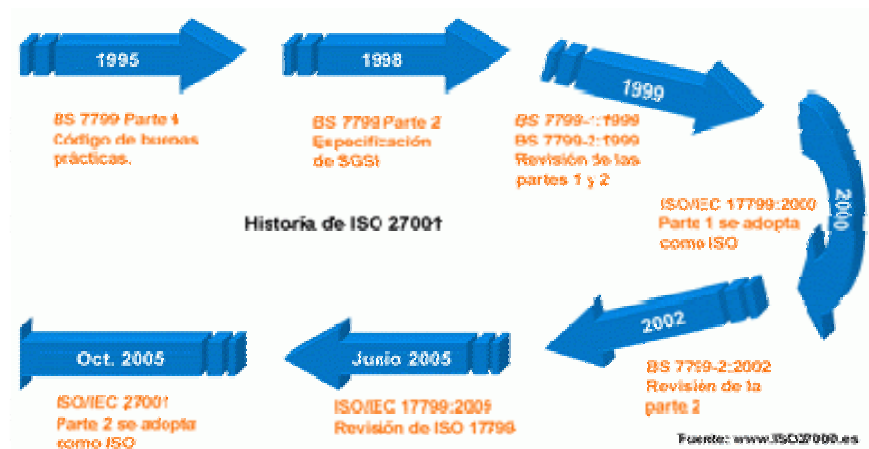 1995
BS 7799 Parte 1
Código de buenas
prácticas.
1998
BS 7799 Parte 2
Especificación
de SGSI
1999
BS 7799-1:1999
BS 7799-2:1999
Revisión de las
partes 1 y 2
2000
ISO/IEC 17799:2000
Parte 1 se adopta
como ISO
Historia de ISO 27001
2002
BS 7799-2:2002
Revisión de la
parte 2
Junio 2005
ISO/IEC 17799:2005
Revisión de ISO 17799
Oct. 2005
ISO/IEC 27001
Parte 2 se adopta
como ISO
Fuente: www.ISO27000.es